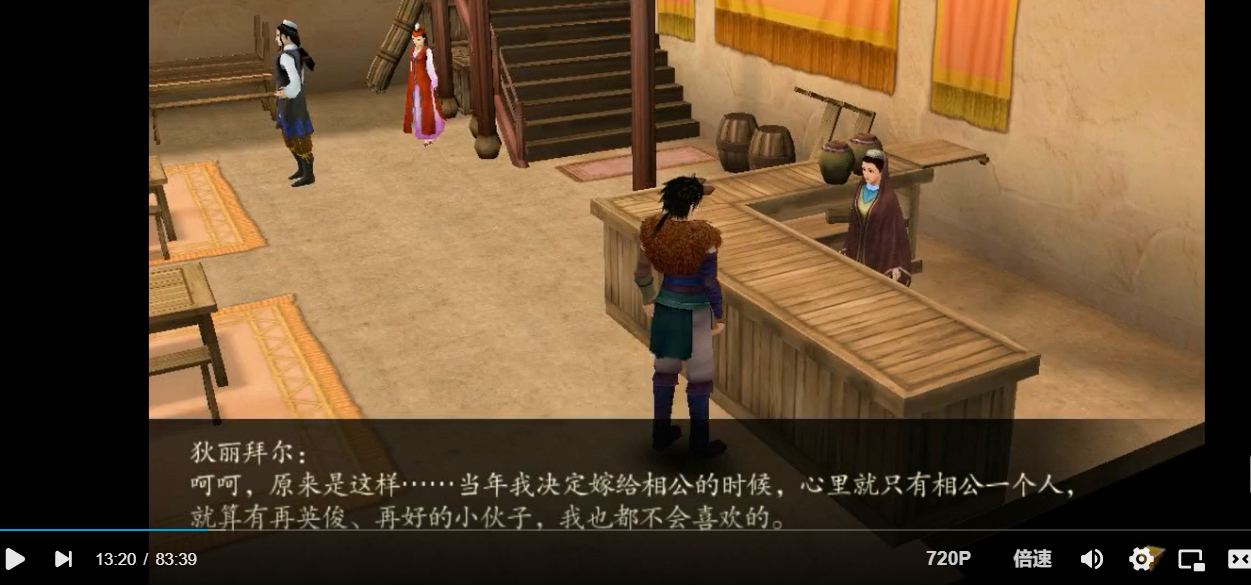 狄丽拜尔：
呵呵，原来是这样……当年我决定嫁给相公的时候，心里就只有相公一个人，
就算有再英俊、再好的小伙子，我也都不会喜欢的。
13:20 / 83:39 720P 倍速